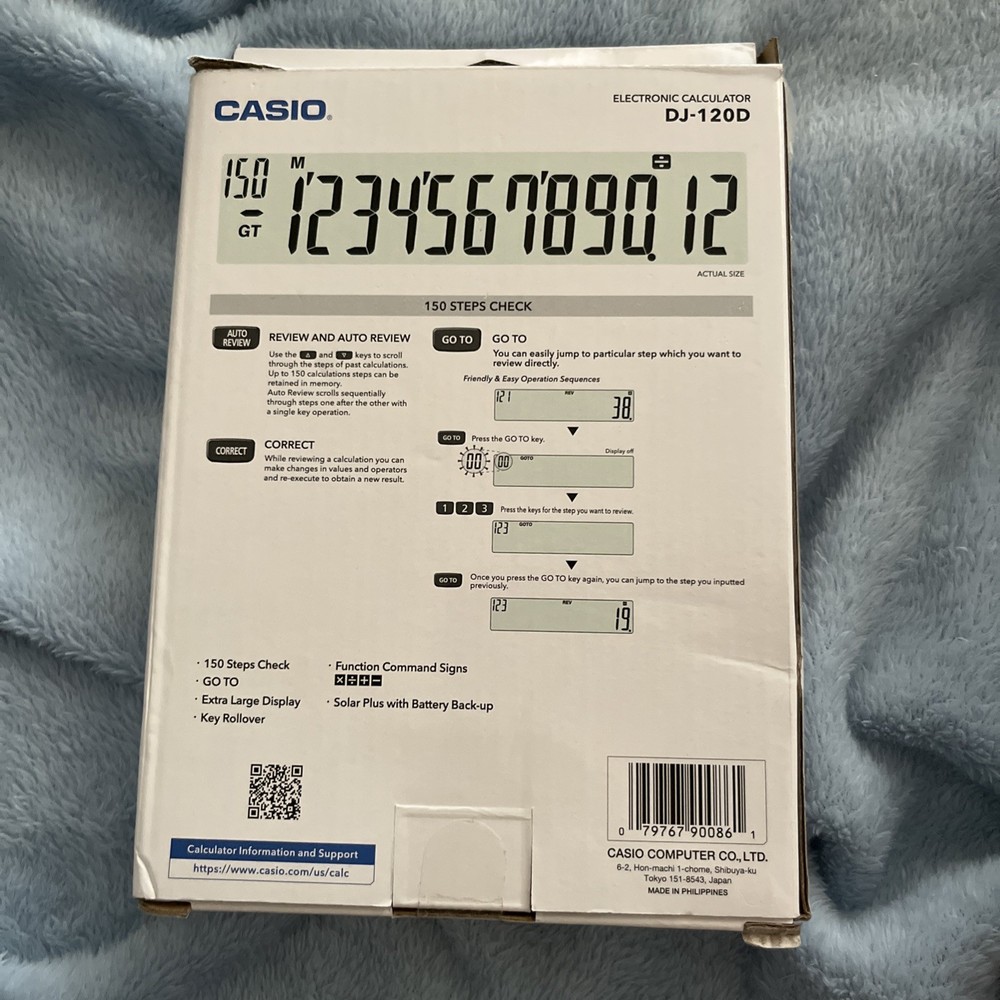 CASIO®
ELECTRONIC CALCULATOR
DJ-120D
150
M
÷
GT
1'234'567'890.12
ACTUAL SIZE
150 STEPS CHECK
AUTO
REVIEW
REVIEW AND AUTO REVIEW
Use the △ and ▽ keys to scroll
through the steps of past calculations.
Up to 150 calculations steps can be
retained in memory.
Auto Review scrolls sequentially
through steps one after the other with
a single key operation.
CORRECT
CORRECT
While reviewing a calculation you can
make changes in values and operators
and re-execute to obtain a new result.
GO TO
GO TO
You can easily jump to particular step which you want to
review directly.
Friendly & Easy Operation Sequences
121
REV
38.
GO TO
Press the GO TO key.
Display off
00
00
GOTO
1 2 3
Press the keys for the step you want to review.
123
GOTO
GO TO
Once you press the GO TO key again, you can jump to the step you inputted
previously.
123
REV
19.
· 150 Steps Check
· GO TO
· Extra Large Display
· Key Rollover
· Function Command Signs
× ÷ + −
· Solar Plus with Battery Back-up
Calculator Information and Support
https://www.casio.com/us/calc
0 79767 90086 1
CASIO COMPUTER CO.,LTD.
6-2, Hon-machi 1-chome, Shibuya-ku
Tokyo 151-8543, Japan
MADE IN PHILIPPINES